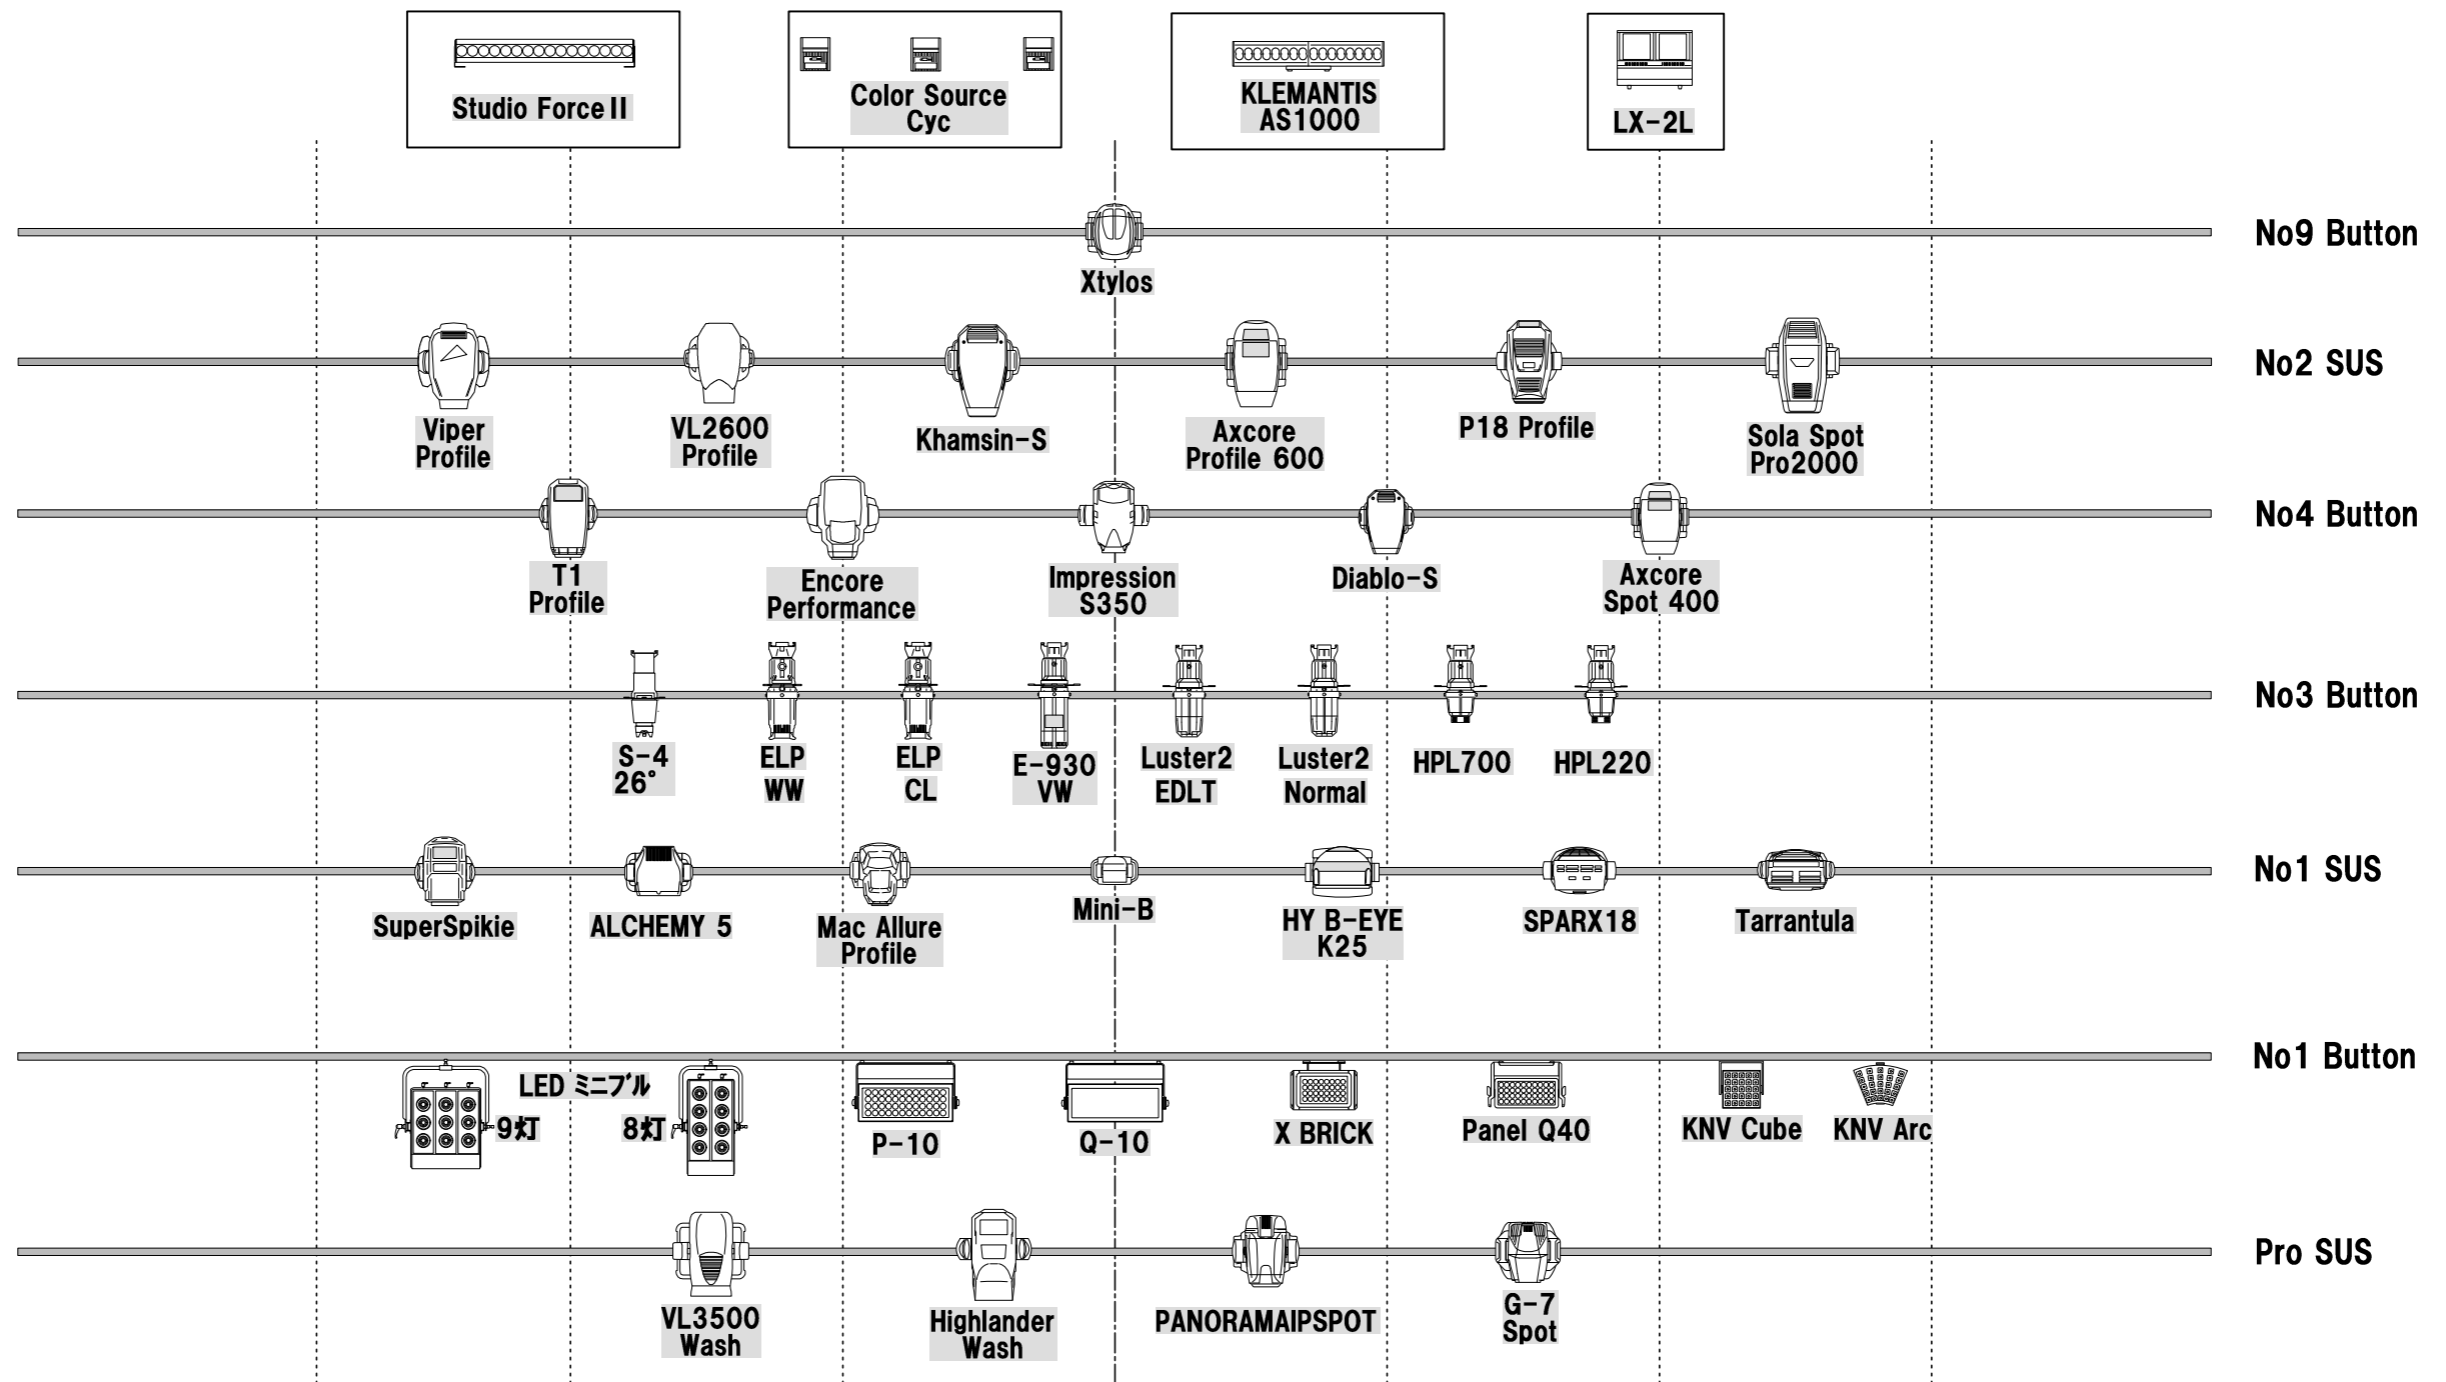 Studio Force II
Color Source
Cyc
KLEMANTIS
AS1000
LX-2L
No9 Button
Xtylos
No2 SUS
Viper
Profile
VL2600
Profile
Khamsin-S
Axcore
Profile 600
P18 Profile
Sola Spot
Pro2000
No4 Button
T1
Profile
Encore
Performance
Impression
S350
Diablo-S
Axcore
Spot 400
No3 Button
S-4
26°
ELP
WW
ELP
CL
E-930
VW
Luster2
EDLT
Luster2
Normal
HPL700
HPL220
No1 SUS
SuperSpikie
ALCHEMY 5
Mac Allure
Profile
Mini-B
HY B-EYE
K25
SPARX18
Tarrantula
No1 Button
LED ミニブル
9灯
8灯
P-10
Q-10
X BRICK
Panel Q40
KNV Cube
KNV Arc
Pro SUS
VL3500
Wash
Highlander
Wash
PANORAMAIPSPOT
G-7
Spot